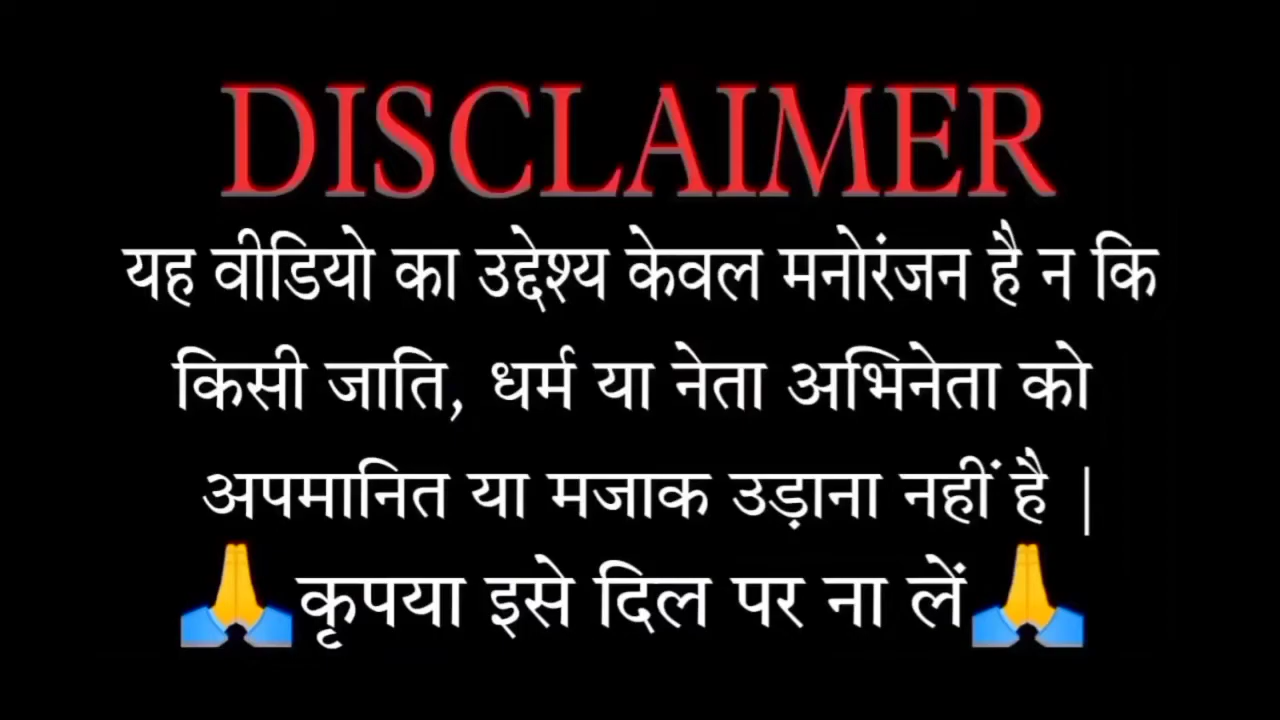 DISCLAIMER
यह वीडियो का उद्देश्य केवल मनोरंजन है न कि
किसी जाति, धर्म या नेता अभिनेता को
अपमानित या मजाक उड़ाना नहीं है |
🙏कृपया इसे दिल पर ना लें🙏